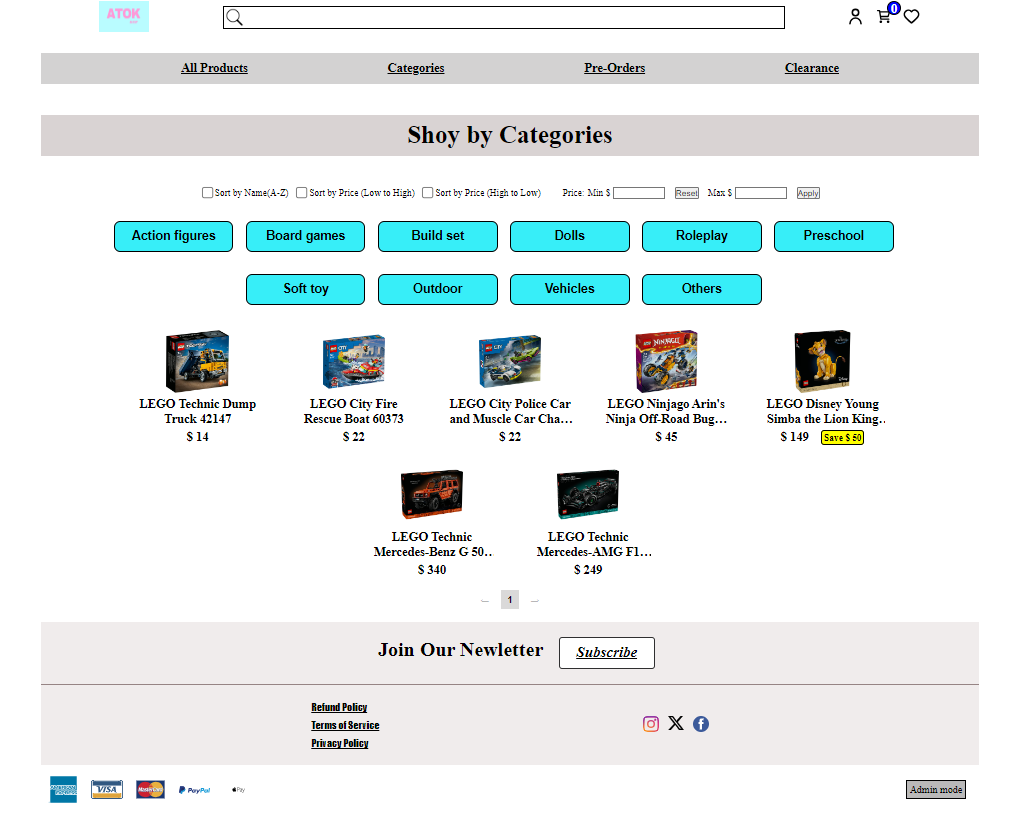 ATOK
0
All Products Categories Pre-Orders Clearance
Shoy by Categories
Sort by Name(A-Z) Sort by Price (Low to High) Sort by Price (High to Low) Price: Min $ Reset Max $ Apply
Action figures Board games Build set Dolls Roleplay Preschool
Soft toy Outdoor Vehicles Others
LEGO Technic Dump Truck 42147
$ 14
LEGO City Fire Rescue Boat 60373
$ 22
LEGO City Police Car and Muscle Car Cha…
$ 22
LEGO Ninjago Arin's Ninja Off-Road Bug…
$ 45
LEGO Disney Young Simba the Lion King…
$ 149 Save $ 50
LEGO Technic Mercedes-Benz G 50…
$ 340
LEGO Technic Mercedes-AMG F1…
$ 249
1
Join Our Newletter Subscribe
Refund Policy
Terms of Service
Privacy Policy
AMERICAN EXPRESS VISA MasterCard PayPal Pay
Admin mode